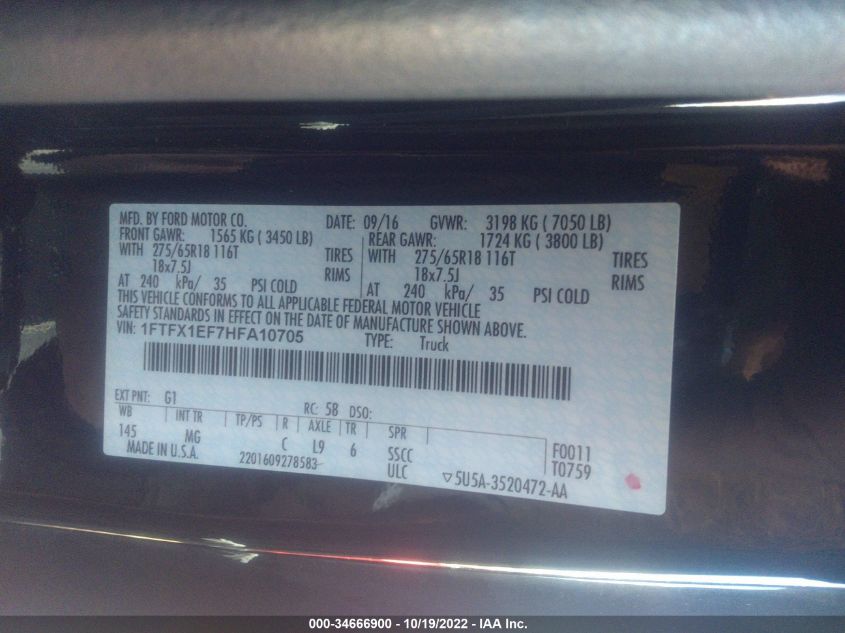 MFD. BY FORD MOTOR CO. DATE: 09/16 GVWR: 3198 KG ( 7050 LB)
FRONT GAWR: 1565 KG ( 3450 LB) REAR GAWR: 1724 KG ( 3800 LB)
WITH 275/65R18 116T TIRES WITH 275/65R18 116T TIRES
18x7.5J RIMS 18x7.5J RIMS
AT 240 kPa/ 35 PSI COLD AT 240 kPa/ 35 PSI COLD
THIS VEHICLE CONFORMS TO ALL APPLICABLE FEDERAL MOTOR VEHICLE
SAFETY STANDARDS IN EFFECT ON THE DATE OF MANUFACTURE SHOWN ABOVE.
VIN: 1FTFX1EF7HFA10705 TYPE: Truck
EXT PNT: G1 RC: 58 DSO:
WB INT TR TP/PS R AXLE TR SPR
145 MG C L9 6 SSCC F0011
MADE IN U.S.A. 2201609278583 ULC T0759
▽5U5A-3520472-AA
000-34666900 - 10/19/2022 - IAA Inc.